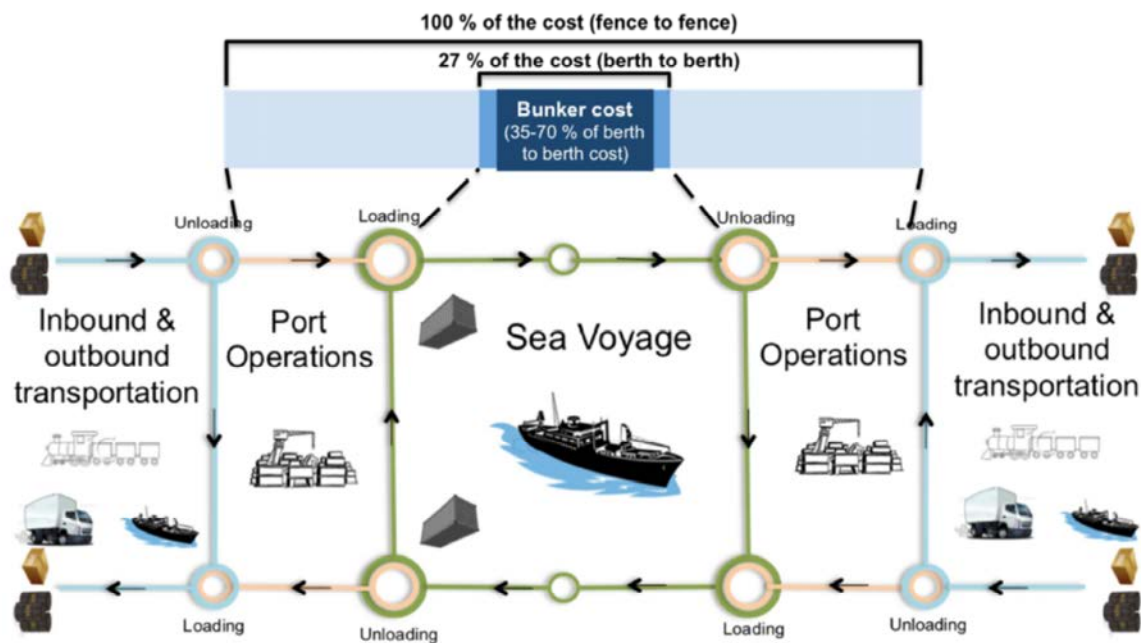 100 % of the cost (fence to fence)
27 % of the cost (berth to berth)
Bunker cost
(35-70 % of berth
to berth cost)
Unloading
Loading
Unloading
Loading
Inbound &
outbound
transportation
Port
Operations
Sea Voyage
Port
Operations
Inbound &
outbound
transportation
Loading
Unloading
Loading
Unloading